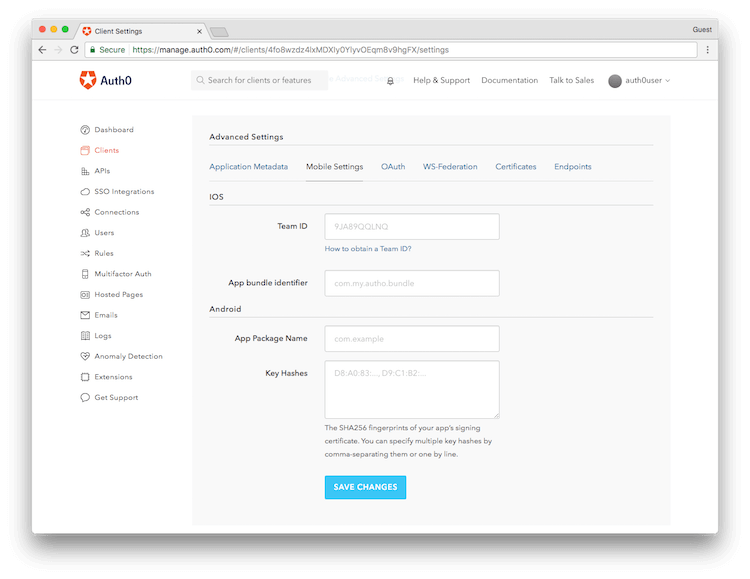 Client Settings
Guest
Secure https://manage.auth0.com/#/clients/4fo8wzdz4lxMOXIy0YIyvOEqm8v9hgFX/settings
Auth0
Search for clients or features
Help & Support
Documentation
Talk to Sales
auth0user
Dashboard
Clients
APIs
SSO Integrations
Connections
Users
Rules
Multifactor Auth
Hosted Pages
Emails
Logs
Anomaly Detection
Extensions
Get Support
Advanced Settings
Application Metadata Mobile Settings OAuth WS-Federation Certificates Endpoints
IOS
Team ID
9JA89QQLNQ
How to obtain a Team ID?
App bundle identifier
com.my.autho.bundle
Android
App Package Name
com.example
Key Hashes
D8:A0:83:..., D9:C1:B2:...
The SHA256 fingerprints of your app's signing
certificate. You can specify multiple key hashes by
comma-separating them or one by line.
SAVE CHANGES